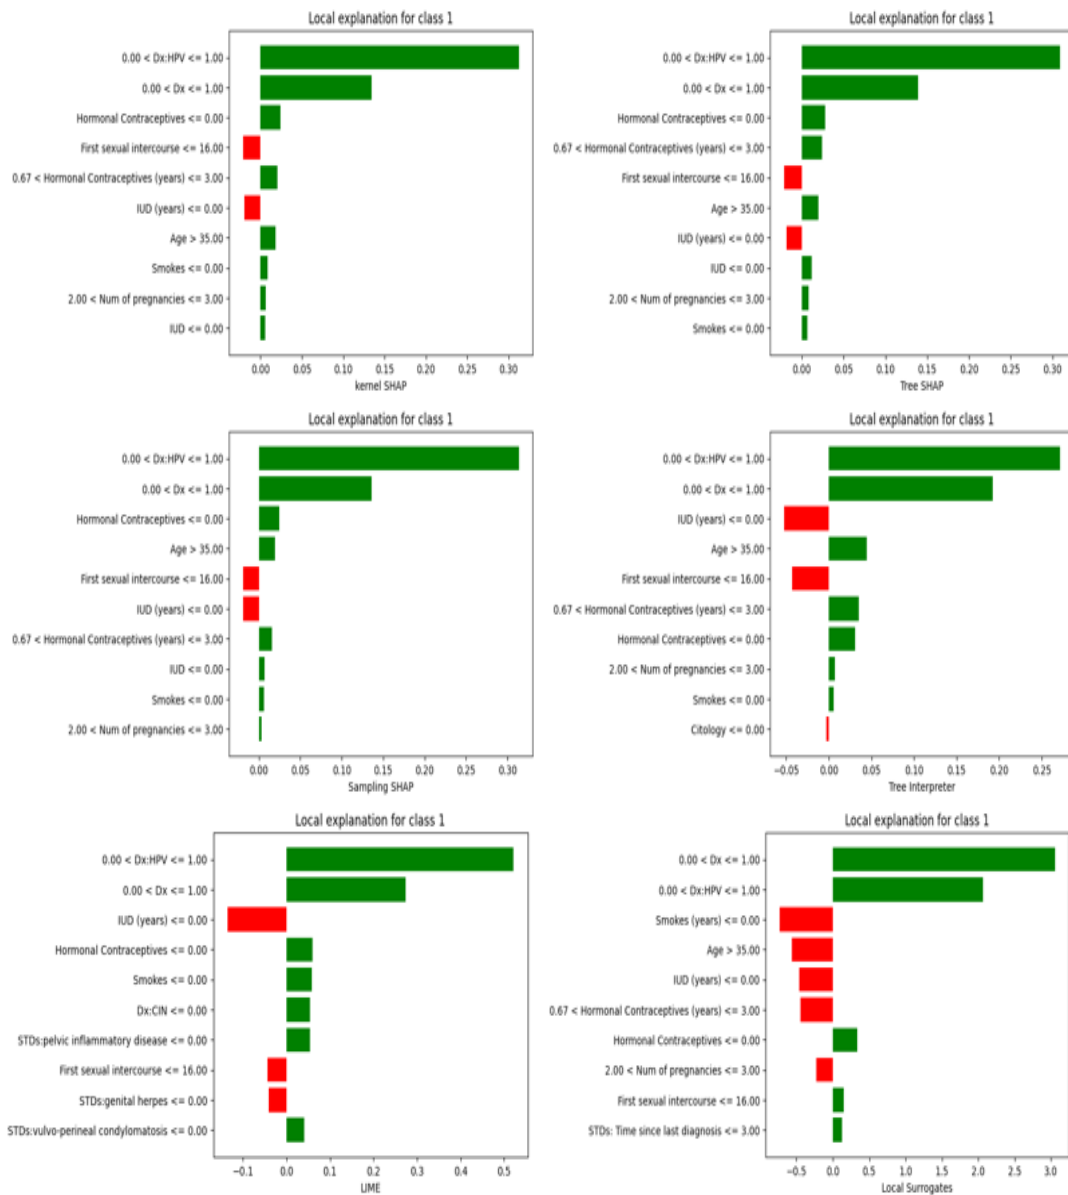 Local explanation for class 1
0.00 < Dx:HPV <= 1.00
0.00 < Dx <= 1.00
Hormonal Contraceptives <= 0.00
First sexual intercourse <= 16.00
0.67 < Hormonal Contraceptives (years) <= 3.00
IUD (years) <= 0.00
Age > 35.00
Smokes <= 0.00
2.00 < Num of pregnancies <= 3.00
IUD <= 0.00
0.00 0.05 0.10 0.15 0.20 0.25 0.30
kernel SHAP
Local explanation for class 1
0.00 < Dx:HPV <= 1.00
0.00 < Dx <= 1.00
Hormonal Contraceptives <= 0.00
0.67 < Hormonal Contraceptives (years) <= 3.00
First sexual intercourse <= 16.00
Age > 35.00
IUD (years) <= 0.00
IUD <= 0.00
2.00 < Num of pregnancies <= 3.00
Smokes <= 0.00
0.00 0.05 0.10 0.15 0.20 0.25 0.30
Tree SHAP
Local explanation for class 1
0.00 < Dx:HPV <= 1.00
0.00 < Dx <= 1.00
Hormonal Contraceptives <= 0.00
Age > 35.00
First sexual intercourse <= 16.00
IUD (years) <= 0.00
0.67 < Hormonal Contraceptives (years) <= 3.00
IUD <= 0.00
Smokes <= 0.00
2.00 < Num of pregnancies <= 3.00
0.00 0.05 0.10 0.15 0.20 0.25 0.30
Sampling SHAP
Local explanation for class 1
0.00 < Dx:HPV <= 1.00
0.00 < Dx <= 1.00
IUD (years) <= 0.00
Age > 35.00
First sexual intercourse <= 16.00
0.67 < Hormonal Contraceptives (years) <= 3.00
Hormonal Contraceptives <= 0.00
2.00 < Num of pregnancies <= 3.00
Smokes <= 0.00
Citology <= 0.00
−0.05 0.00 0.05 0.10 0.15 0.20 0.25
Tree Interpreter
Local explanation for class 1
0.00 < Dx:HPV <= 1.00
0.00 < Dx <= 1.00
IUD (years) <= 0.00
Hormonal Contraceptives <= 0.00
Smokes <= 0.00
Dx:CIN <= 0.00
STDs:pelvic inflammatory disease <= 0.00
First sexual intercourse <= 16.00
STDs:genital herpes <= 0.00
STDs:vulvo-perineal condylomatosis <= 0.00
−0.1 0.0 0.1 0.2 0.3 0.4 0.5
LIME
Local explanation for class 1
0.00 < Dx <= 1.00
0.00 < Dx:HPV <= 1.00
Smokes (years) <= 0.00
Age > 35.00
IUD (years) <= 0.00
0.67 < Hormonal Contraceptives (years) <= 3.00
Hormonal Contraceptives <= 0.00
2.00 < Num of pregnancies <= 3.00
First sexual intercourse <= 16.00
STDs: Time since last diagnosis <= 3.00
−0.5 0.0 0.5 1.0 1.5 2.0 2.5 3.0
Local Surrogates